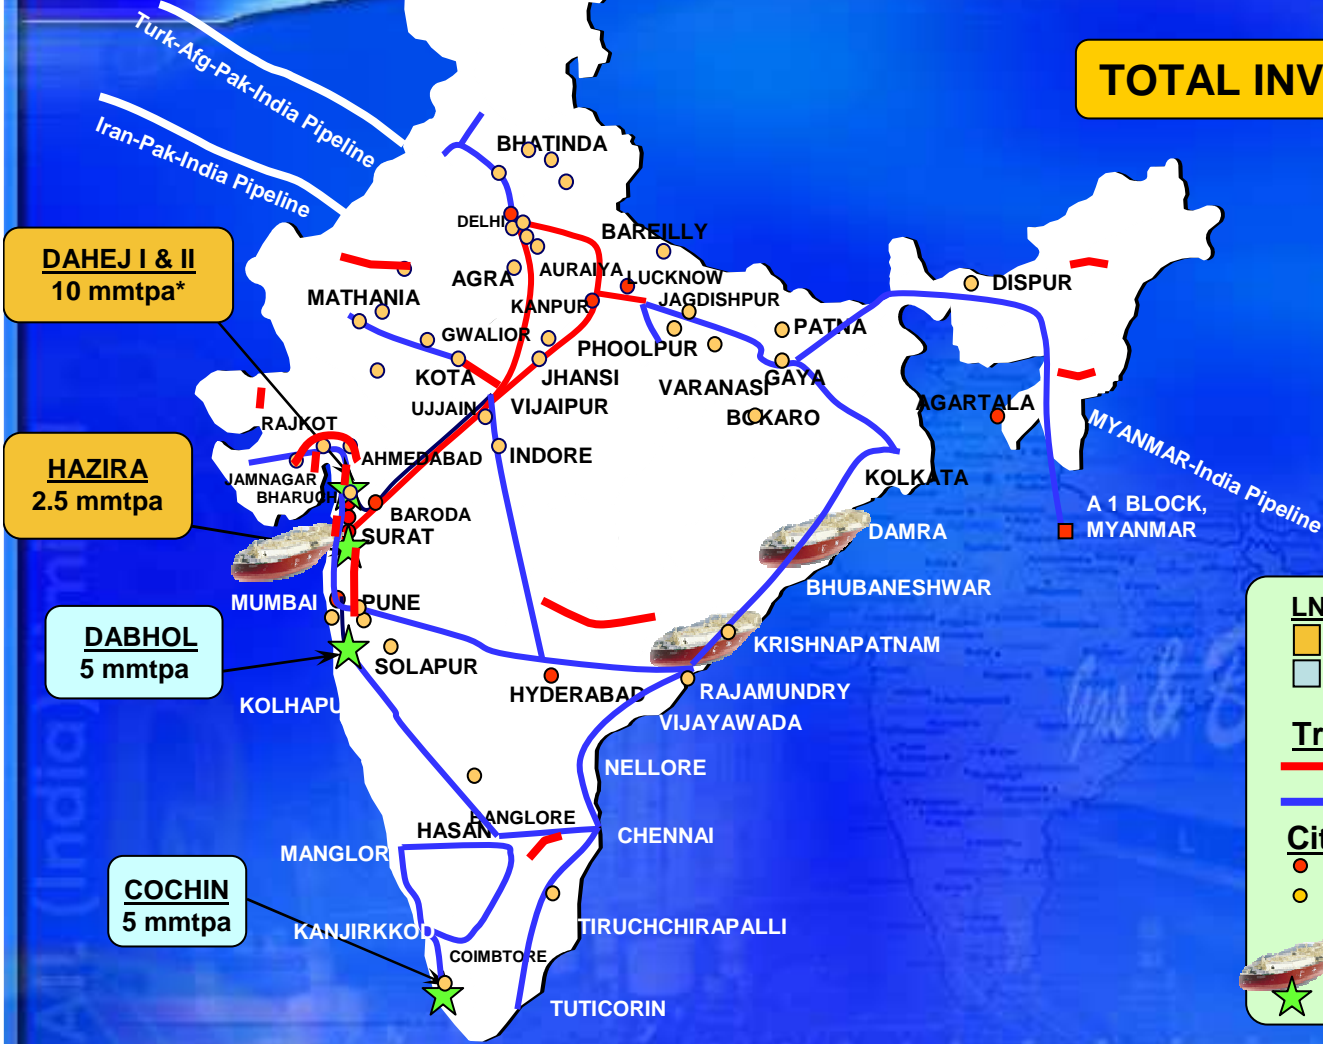 Turk-Afg-Pak-India Pipeline
Iran-Pak-India Pipeline
TOTAL INV
BHATINDA
DELHI
BAREILLY
DAHEJ I & II
10 mmtpa*
AGRA
AURAIYA
LUCKNOW
DISPUR
MATHANIA
KANPUR
JAGDISHPUR
GWALIOR
PHOOLPUR
PATNA
KOTA
JHANSI
VARANASI
GAYA
UJJAIN
VIJAIPUR
BOKARO
AGARTALA
RAJKOT
MYANMAR-India Pipeline
HAZIRA
2.5 mmtpa
AHMEDABAD
INDORE
JAMNAGAR
KOLKATA
BHARUCH
BARODA
A 1 BLOCK,
MYANMAR
SURAT
DAMRA
BHUBANESHWAR
MUMBAI
PUNE
LN
DABHOL
5 mmtpa
KRISHNAPATNAM
SOLAPUR
HYDERABAD
RAJAMUNDRY
KOLHAPU
VIJAYAWADA
Tr
NELLORE
BANGLORE
HASAN
CHENNAI
Cit
MANGLOR
COCHIN
5 mmtpa
KANJIRKKOD
TIRUCHCHIRAPALLI
COIMBTORE
TUTICORIN